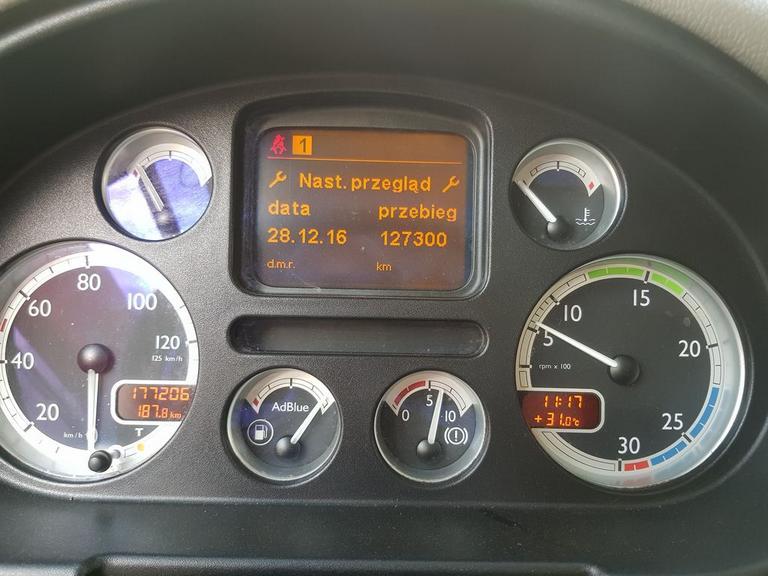 1
Nast. przegląd
data przebieg
28.12.16 127300
d.m.r. km
20
40
60
80
100
120
125 km/h
177206
187.8 km
km/h
T
AdBlue
0 5 10
5
10
15
20
25
30
rpm x 100
11:17
+31.0°c